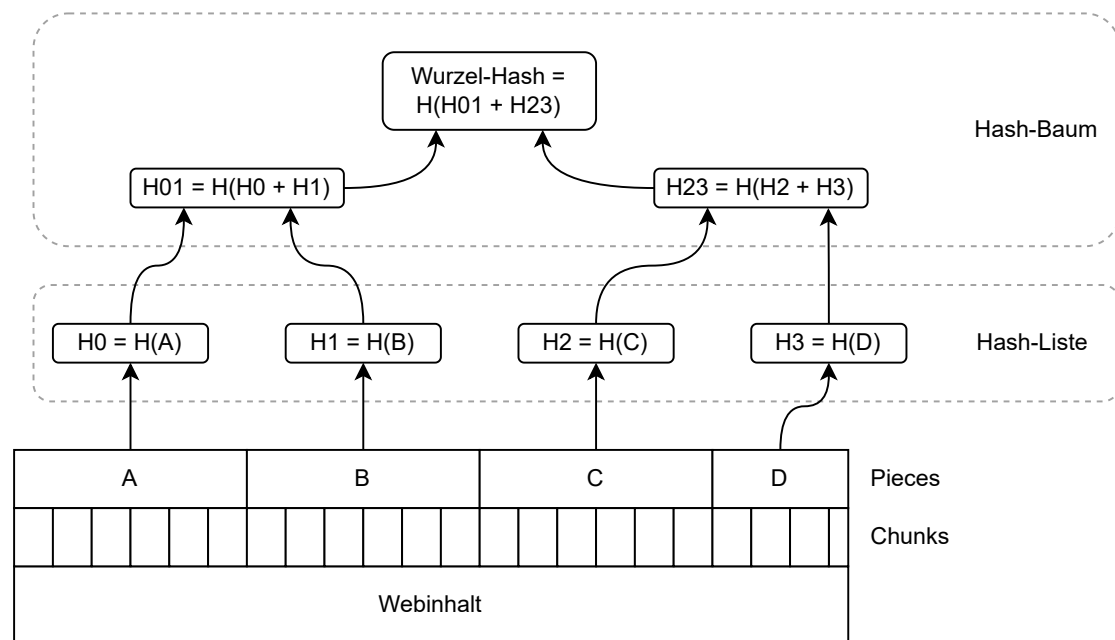 Wurzel-Hash =
H(H01 + H23)
Hash-Baum
H01 = H(H0 + H1)
H23 = H(H2 + H3)
H0 = H(A)
H1 = H(B)
H2 = H(C)
H3 = H(D)
Hash-Liste
A
B
C
D
Pieces
Chunks
Webinhalt